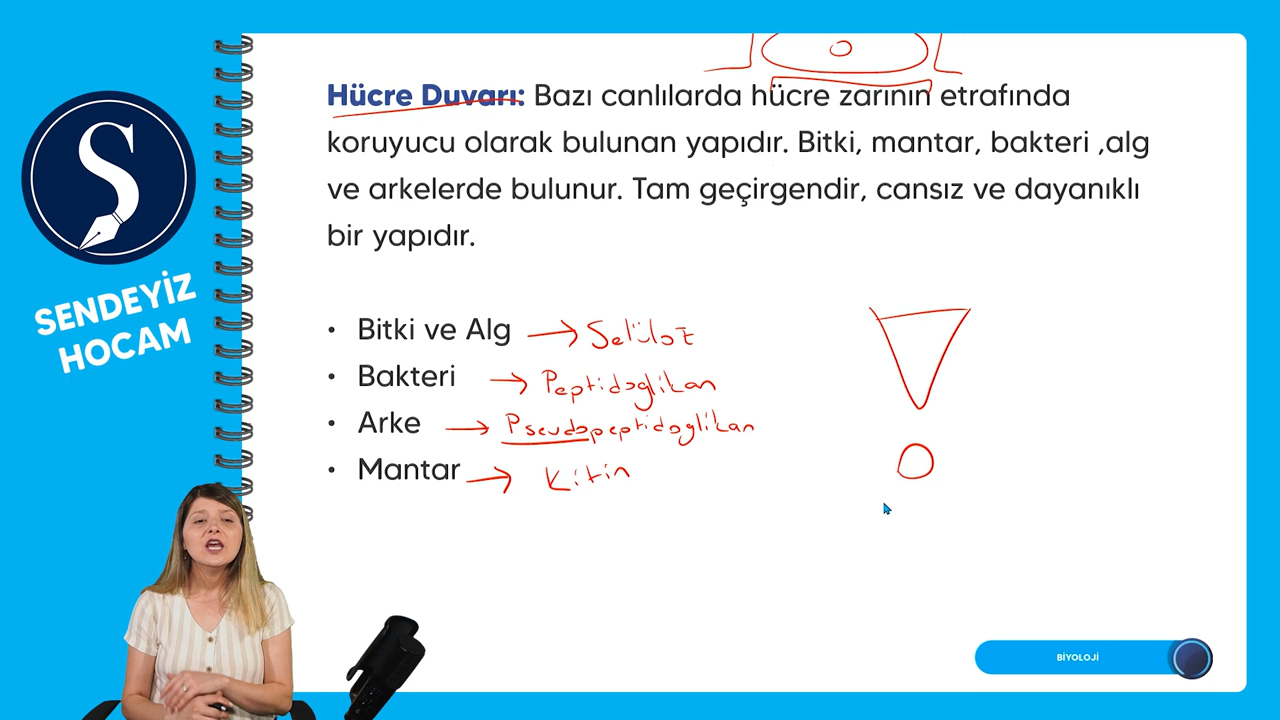 SENDEYİZ
HOCAM
Hücre Duvarı: Bazı canlılarda hücre zarının etrafında
koruyucu olarak bulunan yapıdır. Bitki, mantar, bakteri ,alg
ve arkelerde bulunur. Tam geçirgendir, cansız ve dayanıklı
bir yapıdır.
• Bitki ve Alg → Selüloz
• Bakteri → Peptidoglikan
• Arke → Pseudopeptidoglikan
• Mantar → Kitin
BİYOLOJİ